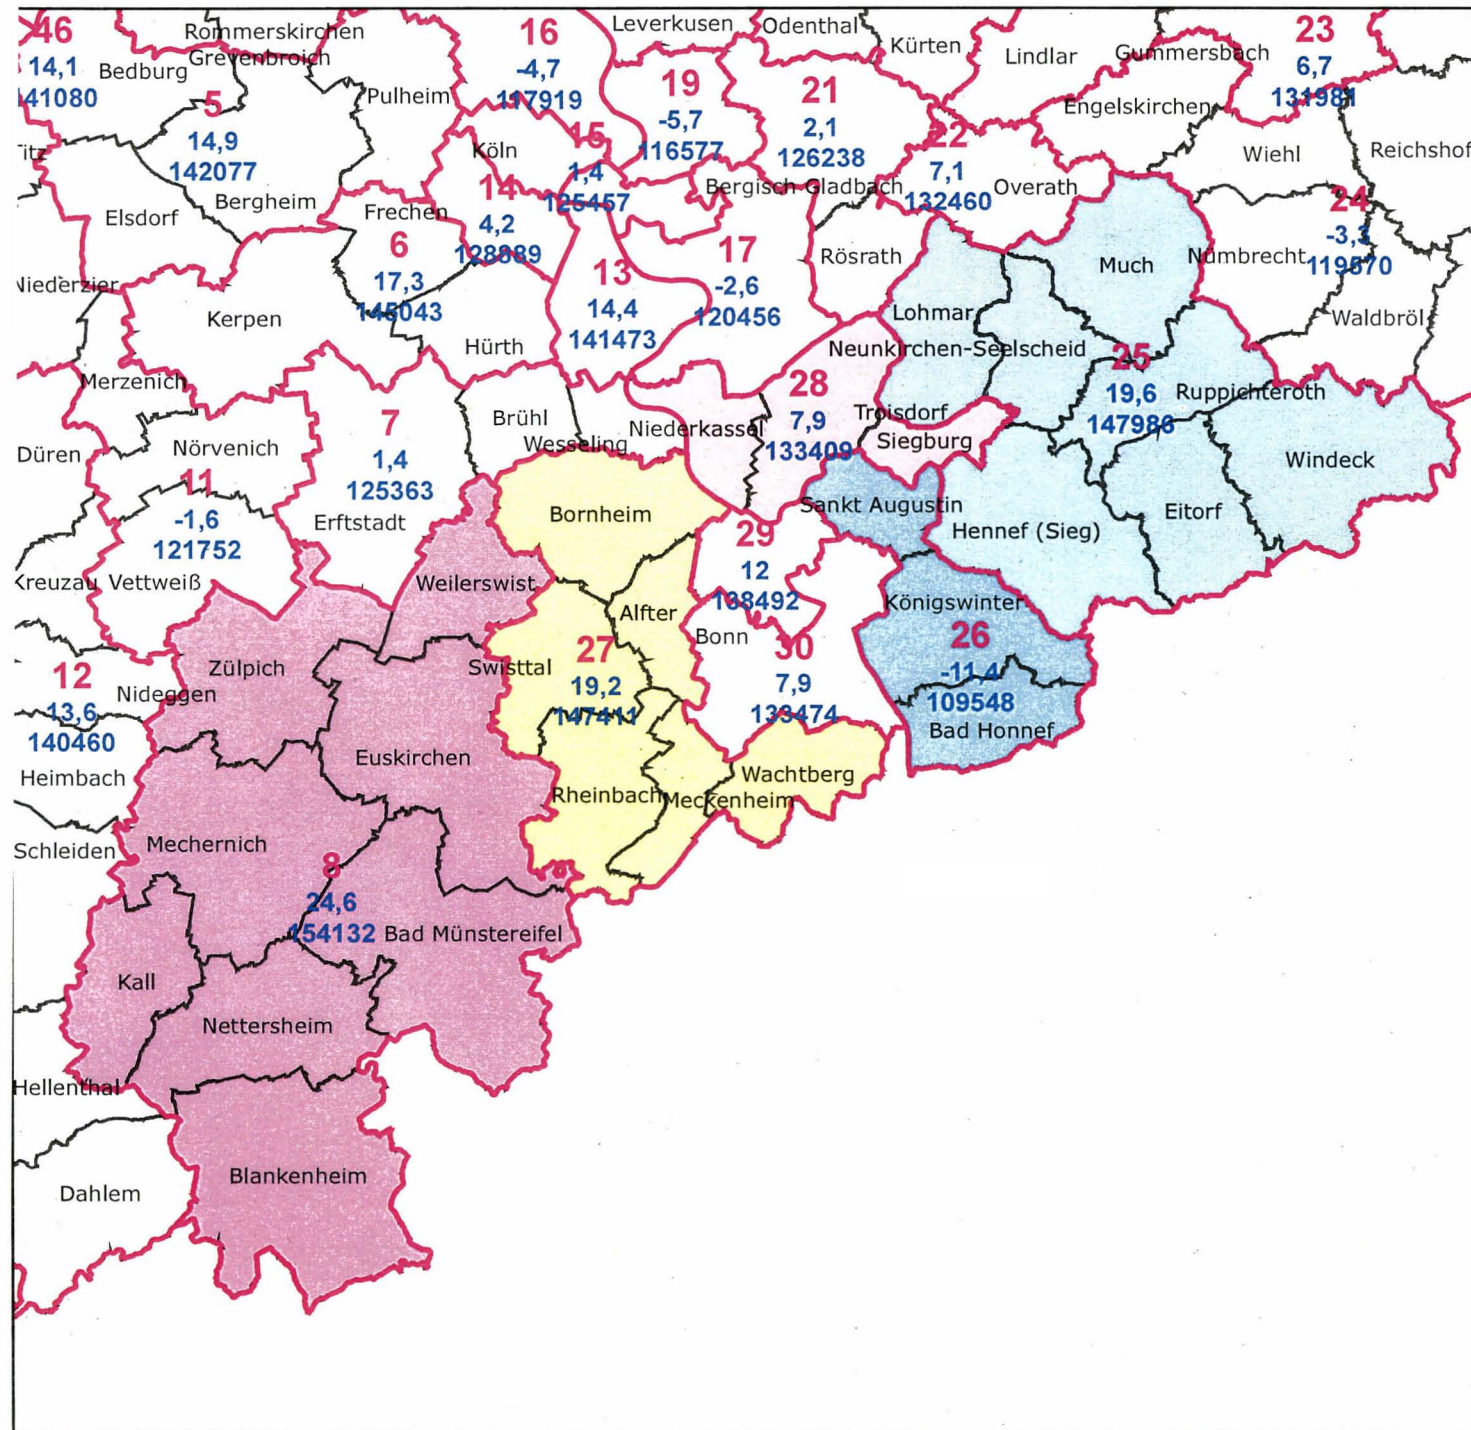 46
14,1
141080
Bedburg
Rommerskirchen
Grevenbroich
5
14,9
142077
Bergheim
Pulheim
16
-4,7
117919
Leverkusen
Odenthal
Kürten
Lindlar
Gummersbach
23
6,7
131981
19
-5,7
116577
21
2,1
126238
22
7,1
132460
Engelskirchen
Wiehl
Reichshof
Köln
15
1,4
125457
14
4,2
Bergisch Gladbach
Overath
Elsdorf
Frechen
6
17,3
145043
13
14,4
141473
17
-2,6
120456
Rösrath
Much
Nümbrecht
24
-3,3
119570
Waldbröl
Niederzier
Kerpen
Hürth
Lohmar
Neunkirchen-Seelscheid
25
19,6
147986
Ruppichteroth
Merzenich
7
1,4
125363
Erftstadt
Brühl
Wesseling
Niederkassel
28
7,9
133409
Troisdorf
Siegburg
Düren
Nörvenich
11
-1,6
121752
Windeck
Bornheim
29
12
138492
Sankt Augustin
Hennef (Sieg)
Eitorf
Kreuzau
Vettweiß
Weilerswist
Alfter
Königswinter
26
-11,4
109548
Bad Honnef
Bonn
30
7,9
133474
12
13,6
140460
Nideggen
Zülpich
Swisttal
27
19,2
147411
Heimbach
Euskirchen
Rheinbach
Meckenheim
Wachtberg
Schleiden
Mechernich
8
24,6
154132
Bad Münstereifel
Kall
Nettersheim
Hellenthal
Blankenheim
Dahlem